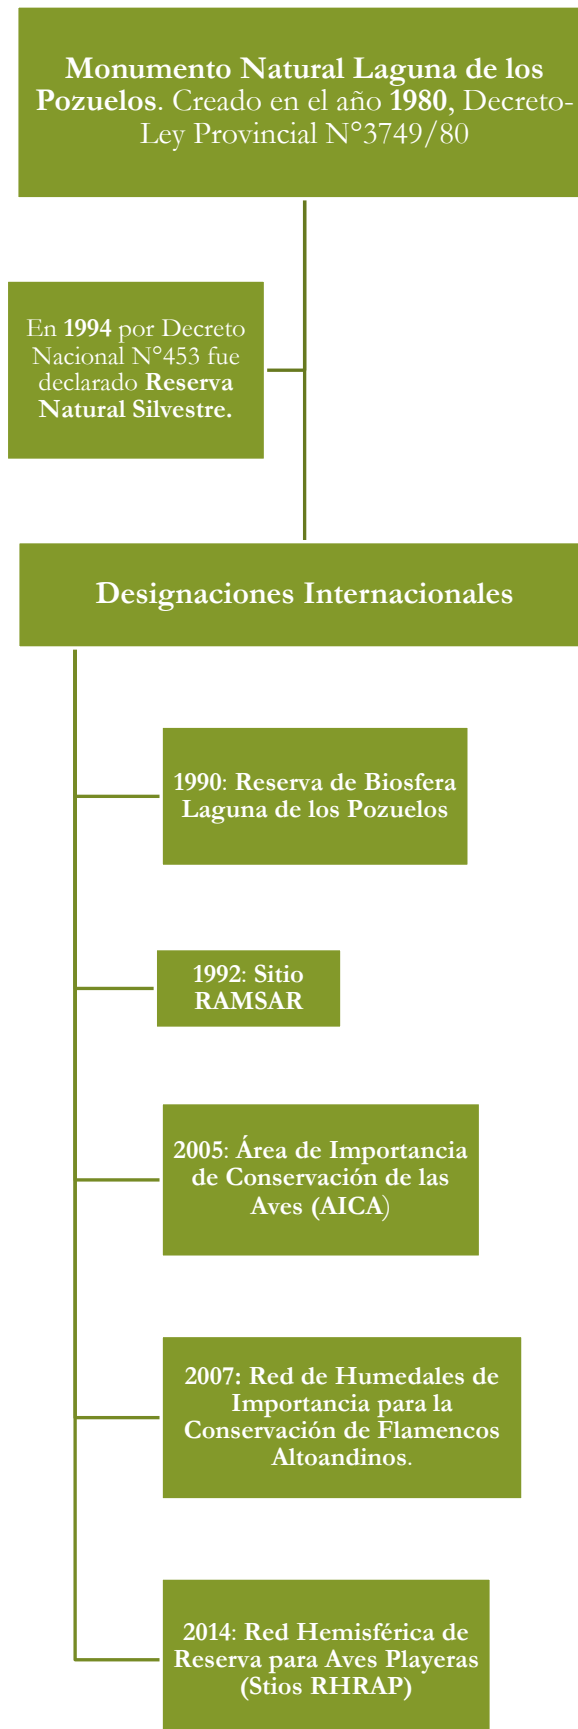 Monumento Natural Laguna de los
Pozuelos. Creado en el año 1980, Decreto-
Ley Provincial N°3749/80
En 1994 por Decreto
Nacional N°453 fue
declarado Reserva
Natural Silvestre.
Designaciones Internacionales
1990: Reserva de Biosfera
Laguna de los Pozuelos
1992: Sitio
RAMSAR
2005: Área de Importancia
de Conservación de las
Aves (AICA)
2007: Red de Humedales de
Importancia para la
Conservación de Flamencos
Altoandinos.
2014: Red Hemisférica de
Reserva para Aves Playeras
(Stios RHRAP)